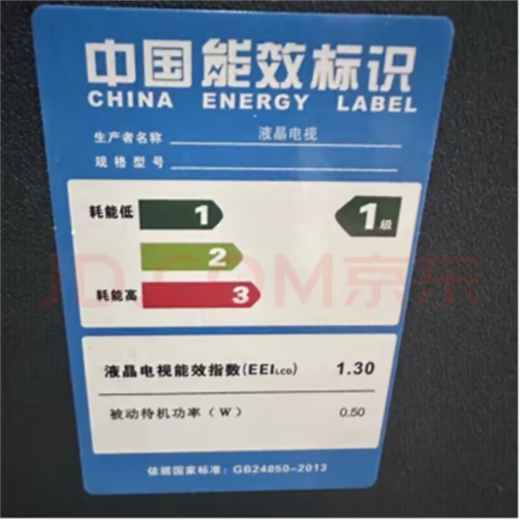 中国能效标识
CHINA ENERGY LABEL
生产者名称 液晶电视
规格型号
耗能低 1 1级
2
耗能高 3
JD.COM京东
液晶电视能效指数(EEILCD) 1.30
被动待机功率(W) 0.50
依据国家标准：GB24850-2013